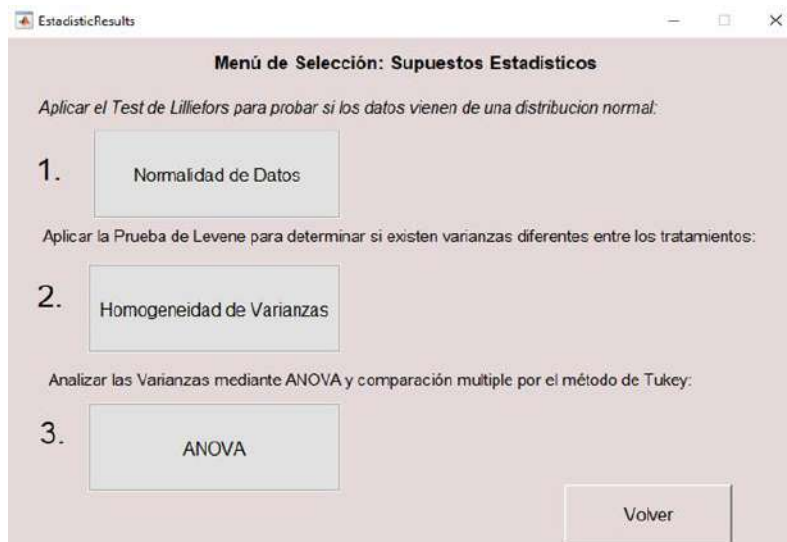 EstadisticResults
Menú de Selección: Supuestos Estadísticos
Aplicar el Test de Lilliefors para probar si los datos vienen de una distribucion normal:
1.
Normalidad de Datos
Aplicar la Prueba de Levene para determinar si existen varianzas diferentes entre los tratamientos:
2.
Homogeneidad de Varianzas
Analizar las Varianzas mediante ANOVA y comparación multiple por el método de Tukey:
3.
ANOVA
Volver